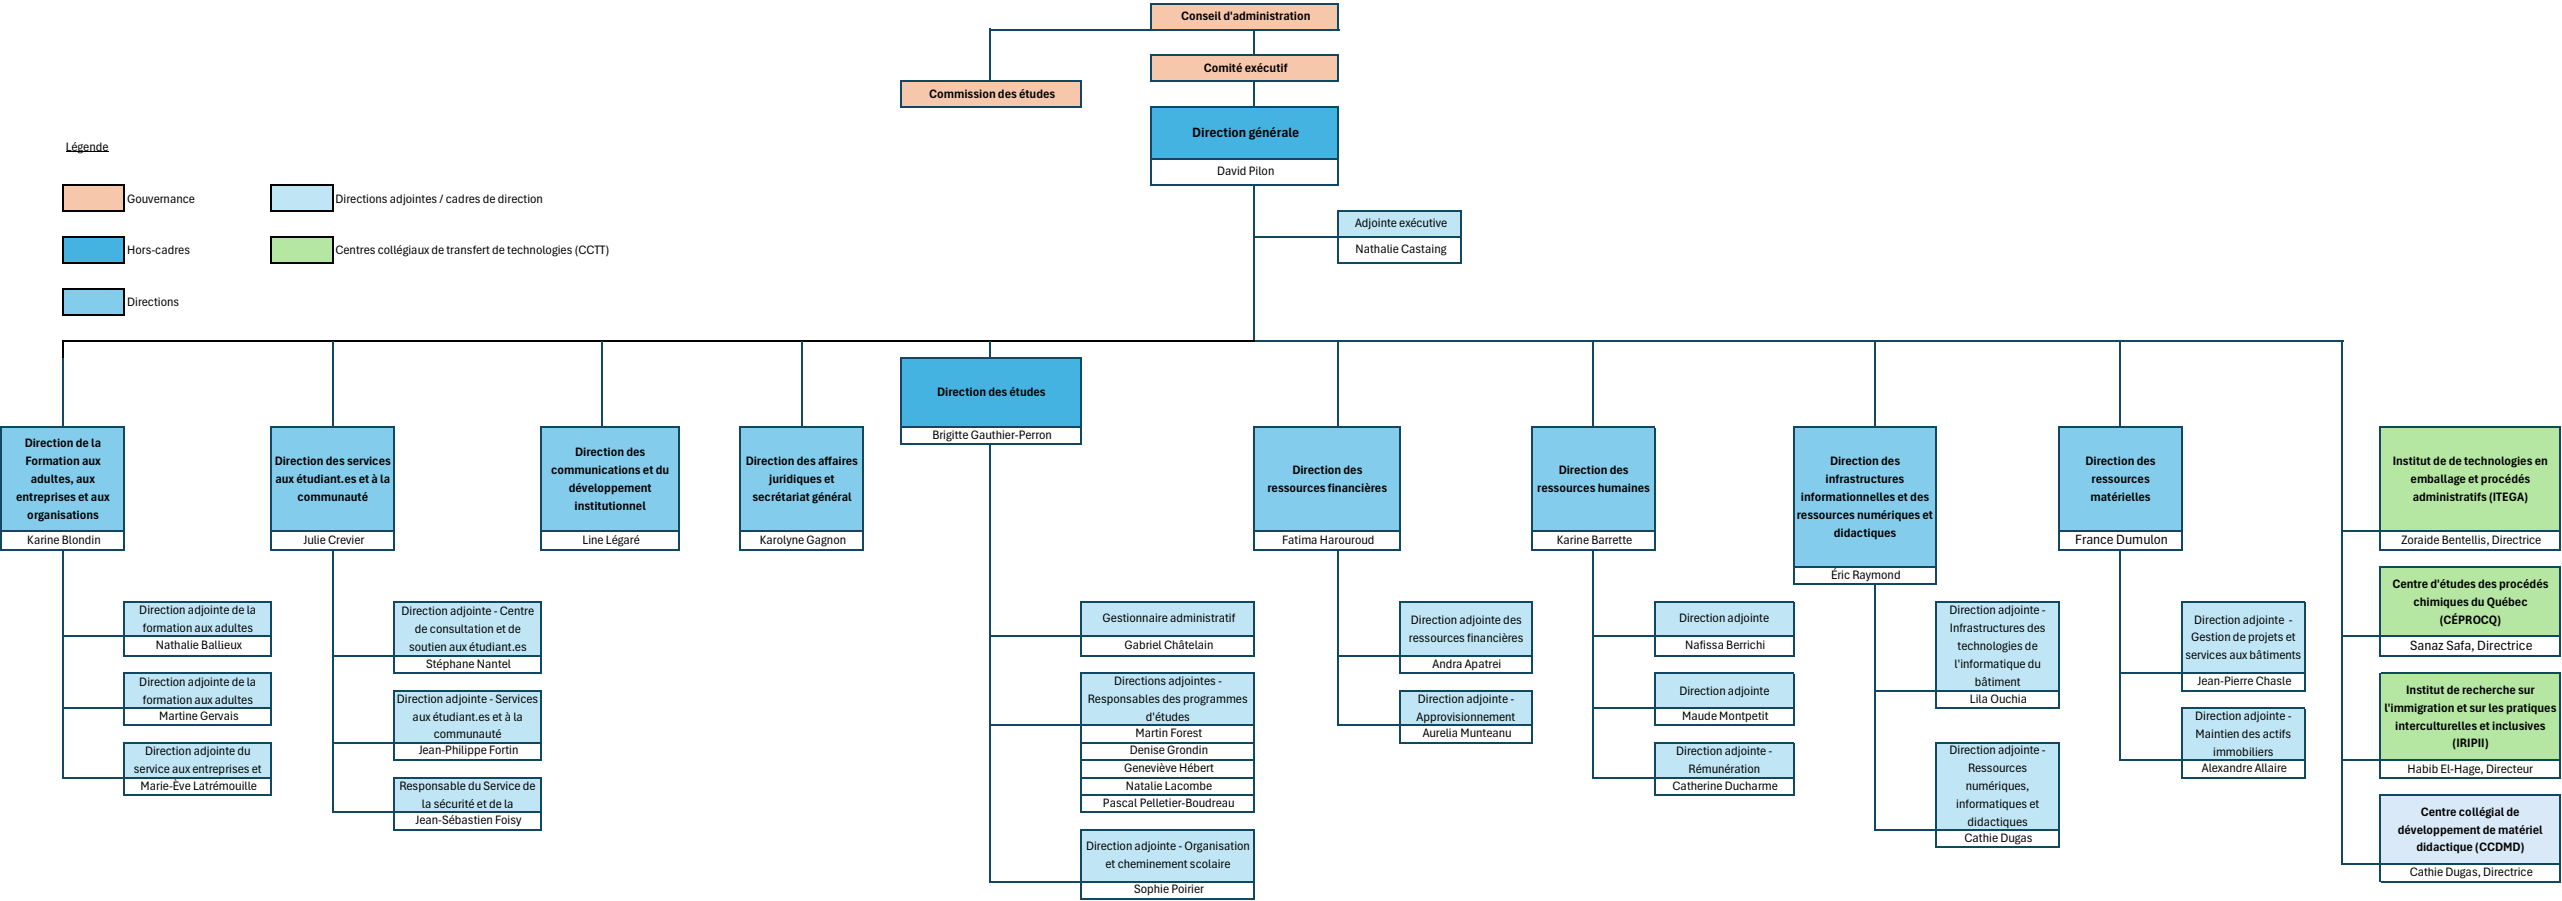 Conseil d'administration
Comité exécutif
Commission des études
Direction générale
David Pilon
Adjointe exécutive
Nathalie Castaing
Légende
Gouvernance
Directions adjointes / cadres de direction
Hors-cadres
Centres collégiaux de transfert de technologies (CCTT)
Directions
Direction de la
Formation aux
adultes, aux
entreprises et aux
organisations
Karine Blondin
Direction adjointe de la
formation aux adultes
Nathalie Ballieux
Direction adjointe de la
formation aux adultes
Martine Gervais
Direction adjointe du
service aux entreprises et
Marie-Ève Latrémouille
Direction des services
aux étudiant.es et à la
communauté
Julie Crevier
Direction adjointe - Centre
de consultation et de
soutien aux étudiant.es
Stéphane Nantel
Direction adjointe - Services
aux étudiant.es et à la
communauté
Jean-Philippe Fortin
Responsable du Service de
la sécurité et de la
Jean-Sébastien Foisy
Direction des
communications et du
développement
institutionnel
Line Légaré
Direction des affaires
juridiques et
secrétariat général
Karolyne Gagnon
Direction des études
Brigitte Gauthier-Perron
Gestionnaire administratif
Gabriel Châtelain
Directions adjointes -
Responsables des programmes
d'études
Martin Forest
Denise Grondin
Geneviève Hébert
Natalie Lacombe
Pascal Pelletier-Boudreau
Direction adjointe - Organisation
et cheminement scolaire
Sophie Poirier
Direction des
ressources financières
Fatima Harouroud
Direction adjointe des
ressources financières
Andra Apatrei
Direction adjointe -
Approvisionnement
Aurelia Munteanu
Direction des
ressources humaines
Karine Barrette
Direction adjointe
Nafissa Berrichi
Direction adjointe
Maude Montpetit
Direction adjointe -
Rémunération
Catherine Ducharme
Direction des
infrastructures
informationnelles et des
ressources numériques et
didactiques
Éric Raymond
Direction adjointe -
Infrastructures des
technologies de
l'informatique du
bâtiment
Lila Ouchia
Direction adjointe -
Ressources
numériques,
informatiques et
didactiques
Cathie Dugas
Direction des
ressources
matérielles
France Dumulon
Direction adjointe -
Gestion de projets et
services aux bâtiments
Jean-Pierre Chasle
Direction adjointe -
Maintien des actifs
immobiliers
Alexandre Allaire
Institut de de technologies en
emballage et procédés
administratifs (ITEGA)
Zoraide Bentellis, Directrice
Centre d'études des procédés
chimiques du Québec
(CÉPROCQ)
Sanaz Safa, Directrice
Institut de recherche sur
l'immigration et sur les pratiques
interculturelles et inclusives
(IRIPII)
Habib El-Hage, Directeur
Centre collégial de
développement de matériel
didactique (CCDMD)
Cathie Dugas, Directrice